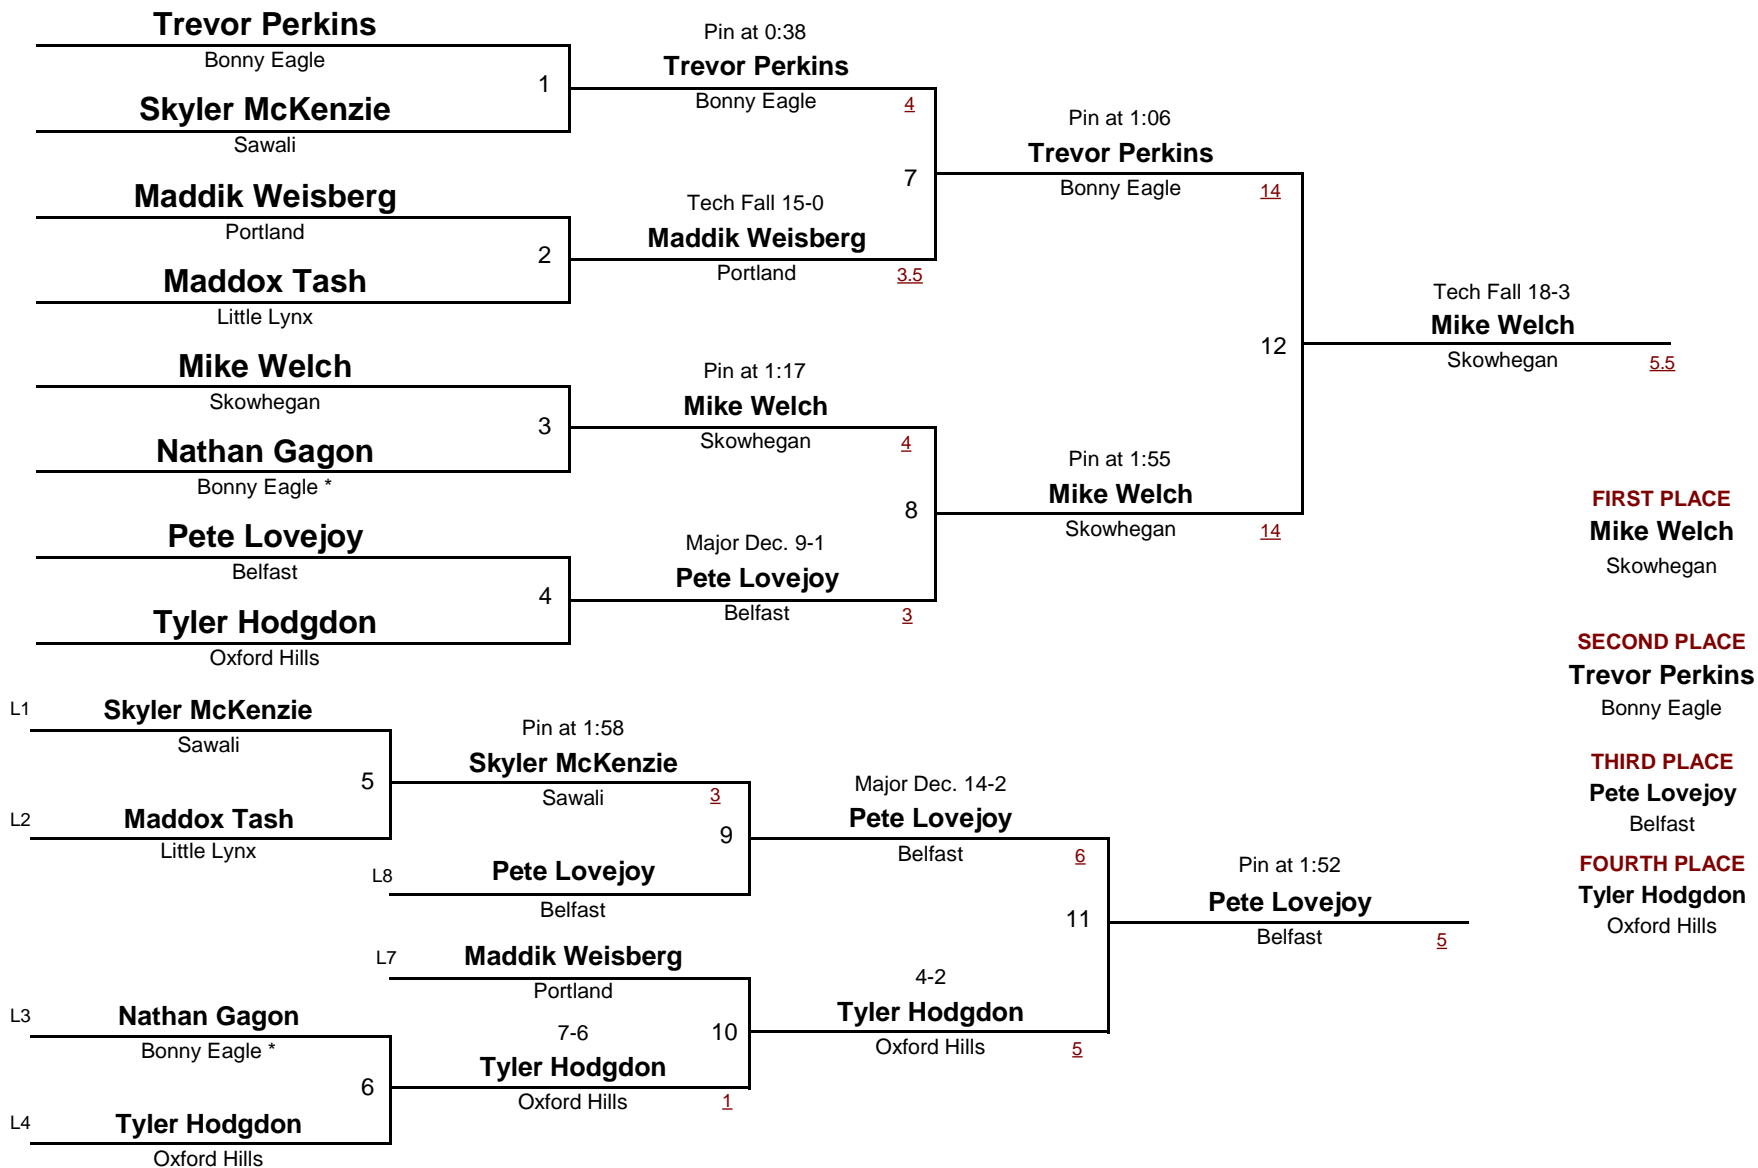 Trevor Perkins
Bonny Eagle
1
Skyler McKenzie
Sawali
Maddik Weisberg
Portland
2
Maddox Tash
Little Lynx
Mike Welch
Skowhegan
3
Nathan Gagon
Bonny Eagle *
Pete Lovejoy
Belfast
4
Tyler Hodgdon
Oxford Hills
Pin at 0:38
Trevor Perkins
Bonny Eagle
4
7
Tech Fall 15-0
Maddik Weisberg
Portland
3.5
Pin at 1:17
Mike Welch
Skowhegan
4
8
Major Dec. 9-1
Pete Lovejoy
Belfast
3
Pin at 1:06
Trevor Perkins
Bonny Eagle
14
12
Pin at 1:55
Mike Welch
Skowhegan
14
Tech Fall 18-3
Mike Welch
Skowhegan
5.5
FIRST PLACE
Mike Welch
Skowhegan
SECOND PLACE
Trevor Perkins
Bonny Eagle
THIRD PLACE
Pete Lovejoy
Belfast
FOURTH PLACE
Tyler Hodgdon
Oxford Hills
L1
Skyler McKenzie
Sawali
5
L2
Maddox Tash
Little Lynx
L3
Nathan Gagon
Bonny Eagle *
6
L4
Tyler Hodgdon
Oxford Hills
Pin at 1:58
Skyler McKenzie
Sawali
3
9
L8
Pete Lovejoy
Belfast
L7
Maddik Weisberg
Portland
10
7-6
Tyler Hodgdon
Oxford Hills
1
Major Dec. 14-2
Pete Lovejoy
Belfast
6
11
4-2
Tyler Hodgdon
Oxford Hills
5
Pin at 1:52
Pete Lovejoy
Belfast
5